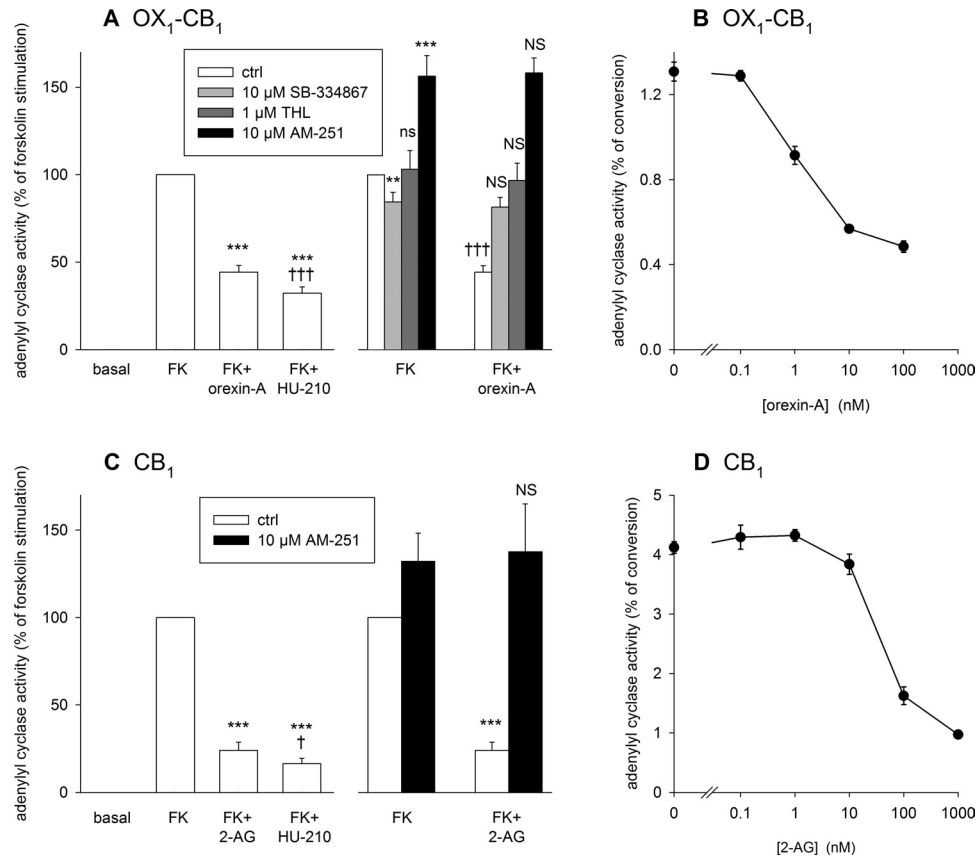 A OX₁-CB₁
adenylyl cyclase activity (% of forskolin stimulation)
150
100
50
0
ctrl
10 µM SB-334867
1 µM THL
10 µM AM-251
***
***
†††
basal
FK
FK+
orexin-A
FK+
HU-210
**
ns
***
†††
NS
NS
NS
FK
FK+
orexin-A
B OX₁-CB₁
adenylyl cyclase activity (% of conversion)
1.2
0.8
0.4
0.0
0 0.1 1 10 100 1000
[orexin-A] (nM)
C CB₁
adenylyl cyclase activity (% of forskolin stimulation)
150
100
50
0
ctrl
10 µM AM-251
***
***
†
basal
FK
FK+
2-AG
FK+
HU-210
***
NS
FK
FK+
2-AG
D CB₁
adenylyl cyclase activity (% of conversion)
5
4
3
2
1
0
0 0.1 1 10 100 1000
[2-AG] (nM)